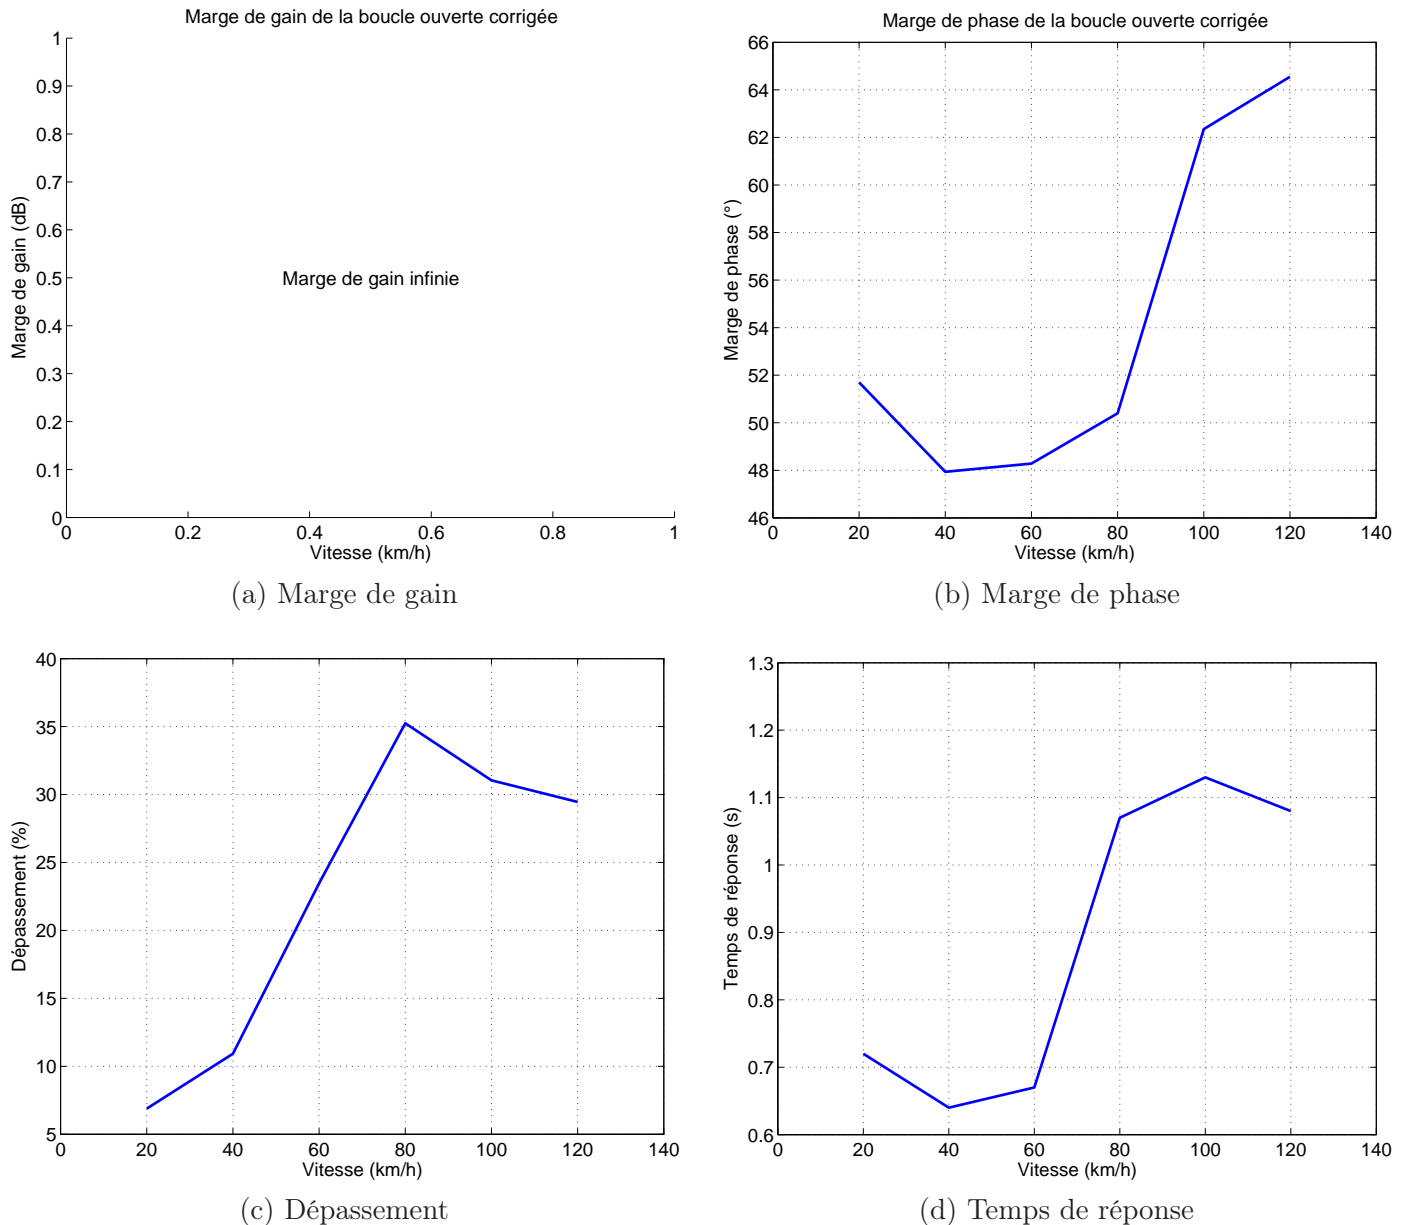 Marge de gain de la boucle ouverte corrigée
1
0.9
0.8
0.7
0.6
0.5
0.4
0.3
0.2
0.1
0
Marge de gain (dB)
Marge de gain infinie
0 0.2 0.4 0.6 0.8 1
Vitesse (km/h)
(a) Marge de gain
Marge de phase de la boucle ouverte corrigée
66
64
62
60
58
56
54
52
50
48
46
Marge de phase (°)
0 20 40 60 80 100 120 140
Vitesse (km/h)
(b) Marge de phase
40
35
30
25
20
15
10
5
Dépassement (%)
0 20 40 60 80 100 120 140
Vitesse (km/h)
(c) Dépassement
1.3
1.2
1.1
1
0.9
0.8
0.7
0.6
Temps de réponse (s)
0 20 40 60 80 100 120 140
Vitesse (km/h)
(d) Temps de réponse